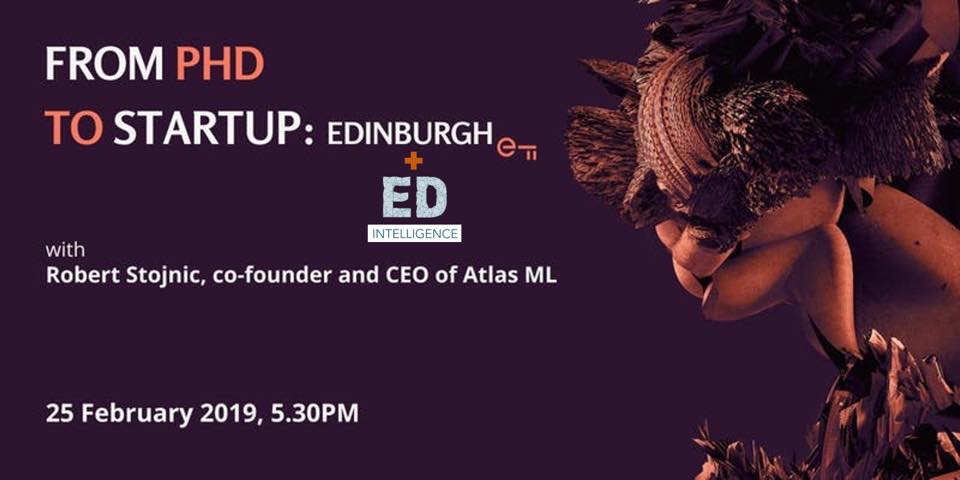 FROM PHD
TO STARTUP: EDINBURGH
+
ED
INTELLIGENCE
with
Robert Stojnic, co-founder and CEO of Atlas ML
25 February 2019, 5.30PM